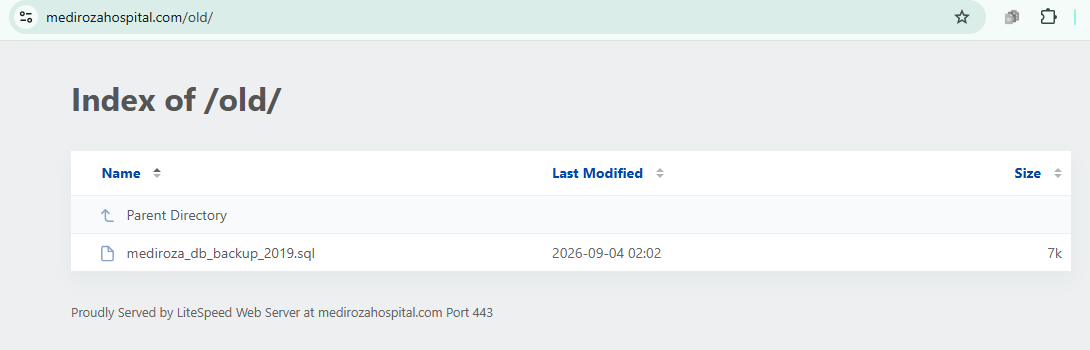 medirozahospital.com/old/
Index of /old/
Name Last Modified Size
Parent Directory
mediroza_db_backup_2019.sql 2026-09-04 02:02 7k
Proudly Served by LiteSpeed Web Server at medirozahospital.com Port 443